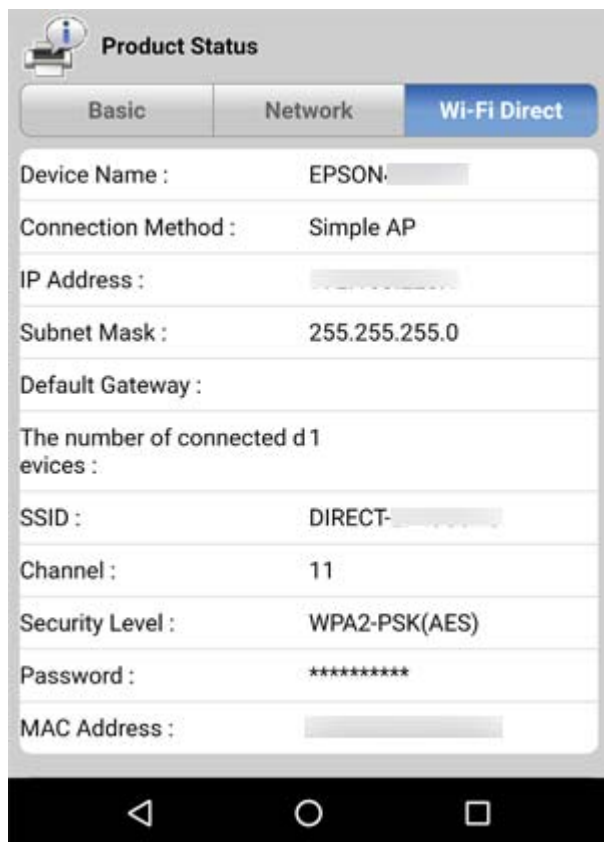 Product Status
Basic Network Wi-Fi Direct
Device Name : EPSON
Connection Method : Simple AP
IP Address :
Subnet Mask : 255.255.255.0
Default Gateway :
The number of connected d 1
evices :
SSID : DIRECT-
Channel : 11
Security Level : WPA2-PSK(AES)
Password : **********
MAC Address :